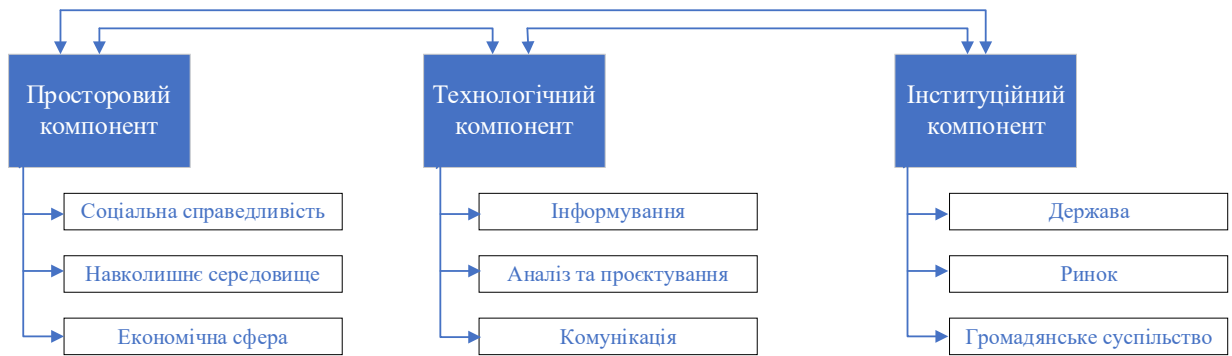 Просторовий
компонент
Технологічний
компонент
Інституційний
компонент
Соціальна справедливість
Інформування
Держава
Навколишнє середовище
Аналіз та проєктування
Ринок
Економічна сфера
Комунікація
Громадянське суспільство